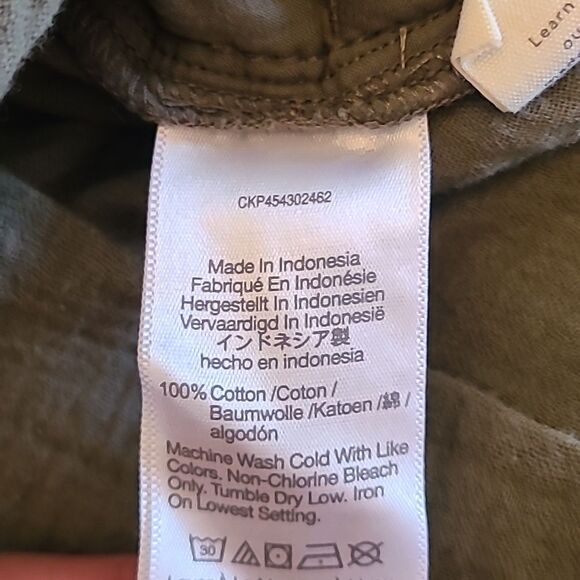 Learn
ou
CKP454302462
Made In Indonesia
Fabriqué En Indonésie
Hergestellt In Indonesien
Vervaardigd In Indonesië
インドネシア製
hecho en indonesia
100% Cotton /Coton /
Baumwolle /Katoen /綿 /
algodón
Machine Wash Cold With Like
Colors. Non-Chlorine Bleach
Only. Tumble Dry Low. Iron
On Lowest Setting.
30